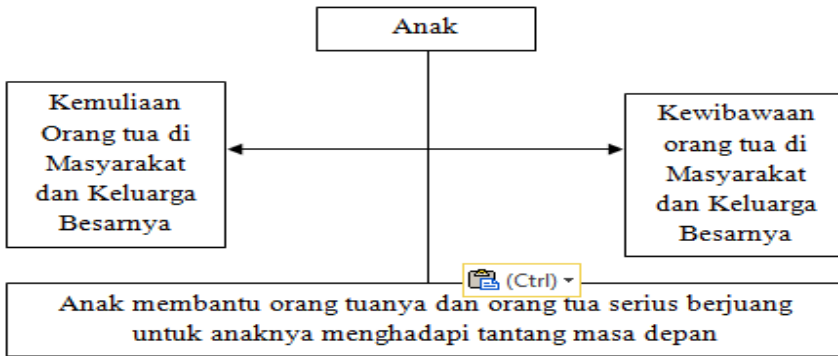 Anak
Kemuliaan
Orang tua di
Masyarakat
dan Keluarga
Besarnya
Kewibawaan
orang tua di
Masyarakat
dan Keluarga
Besarnya
(Ctrl)
Anak membantu orang tuanya dan orang tua serius berjuang
untuk anaknya menghadapi tantang masa depan